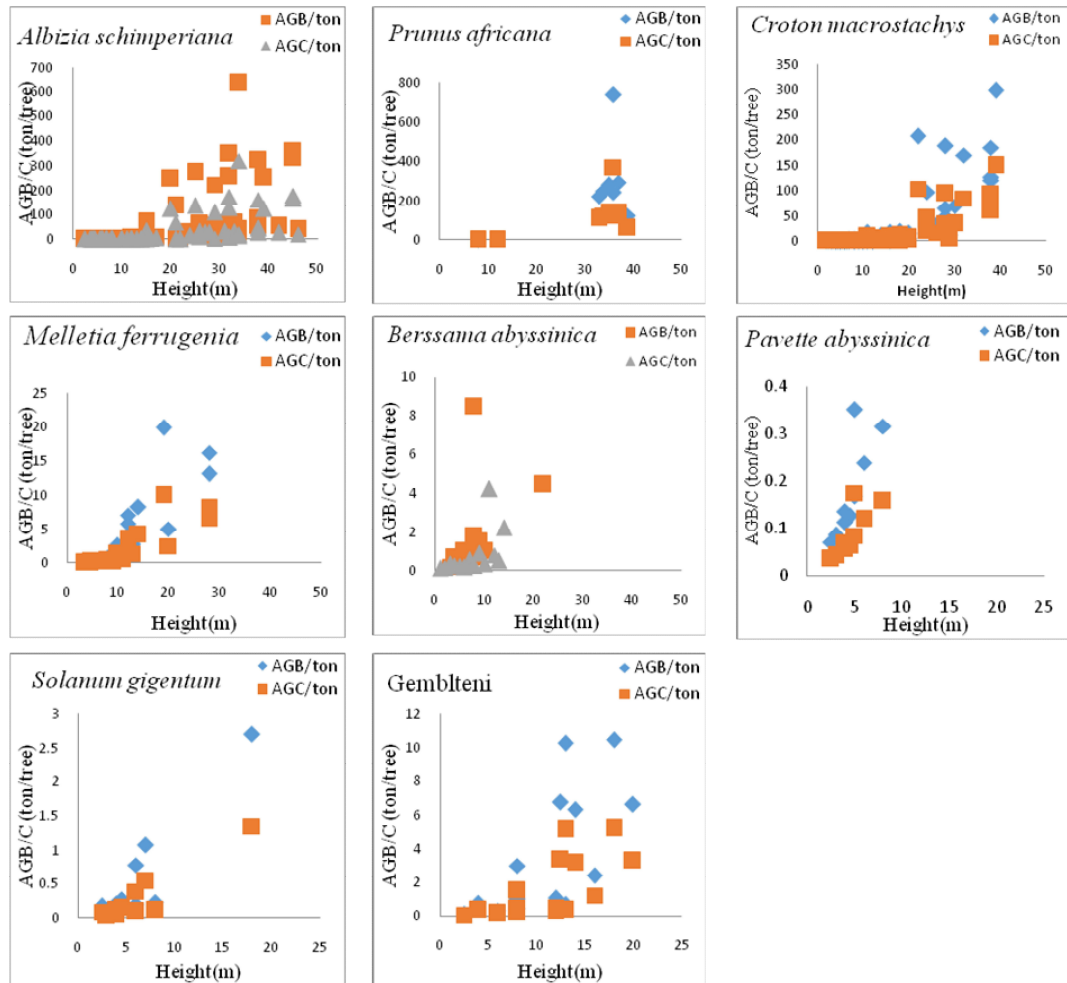 Albizia schimperiana
AGB/ton
AGC/ton
AGB/C (ton/tree)
700
600
500
400
300
200
100
0
0 10 20 30 40 50
Height(m)
Prunus africana
AGB/ton
AGC/ton
AGB/C (ton/tree)
800
600
400
200
0
0 10 20 30 40 50
Height(m)
Croton macrostachys
AGB/ton
AGC/ton
AGB/C (ton/tree)
350
300
250
200
150
100
50
0
0 10 20 30 40 50
Height(m)
Melletia ferrugenia
AGB/ton
AGC/ton
AGB/C (ton/tree)
25
20
15
10
5
0
0 10 20 30 40 50
Height(m)
Berssama abyssinica
AGB/ton
AGC/ton
AGB/C (ton/tree)
10
8
6
4
2
0
0 10 20 30 40 50
Height(m)
Pavette abyssinica
AGB/ton
AGC/ton
AGB/C (ton/tree)
0.4
0.3
0.2
0.1
0
0 5 10 15 20 25
Height(m)
Solanum gigentum
AGB/ton
AGC/ton
AGB/C (ton/tree)
3
2.5
2
1.5
1
0.5
0
0 5 10 15 20 25
Height(m)
Gemblteni
AGB/ton
AGC/ton
AGB/C (ton/tree)
12
10
8
6
4
2
0
0 5 10 15 20 25
Height(m)